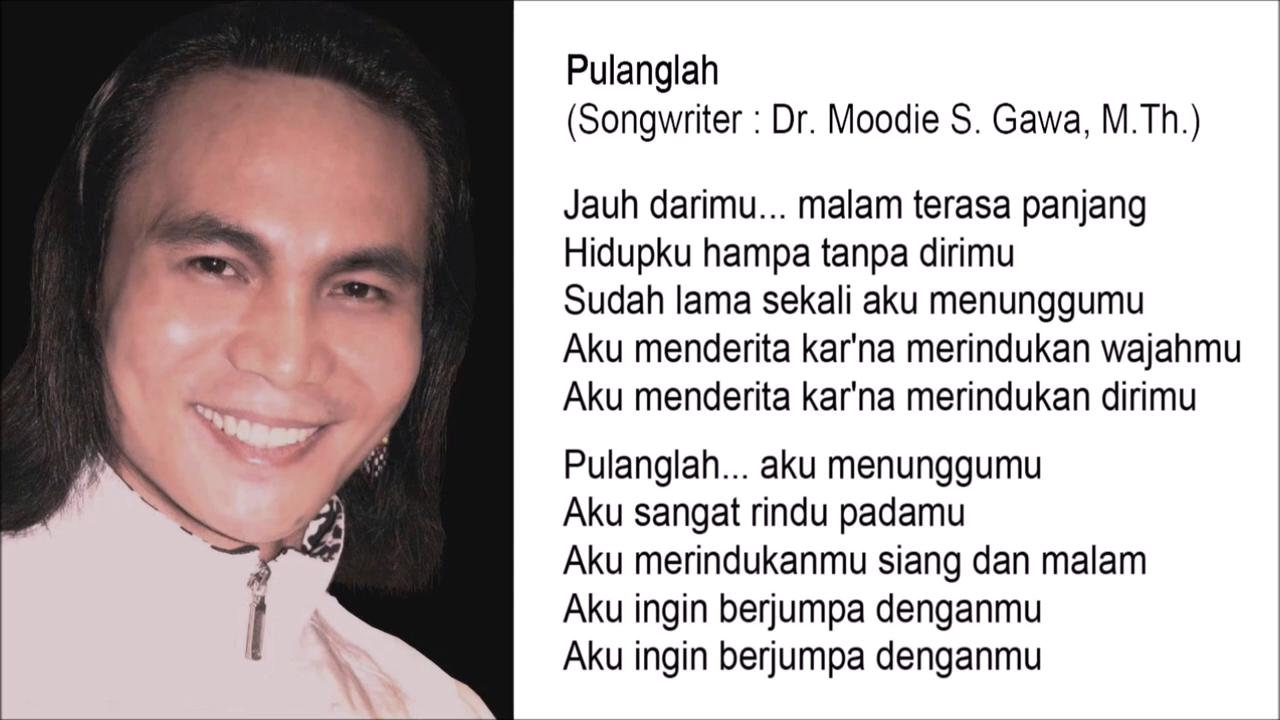 Pulanglah
(Songwriter : Dr. Moodie S. Gawa, M.Th.)
Jauh darimu... malam terasa panjang
Hidupku hampa tanpa dirimu
Sudah lama sekali aku menunggumu
Aku menderita kar'na merindukan wajahmu
Aku menderita kar'na merindukan dirimu
Pulanglah... aku menunggumu
Aku sangat rindu padamu
Aku merindukanmu siang dan malam
Aku ingin berjumpa denganmu
Aku ingin berjumpa denganmu